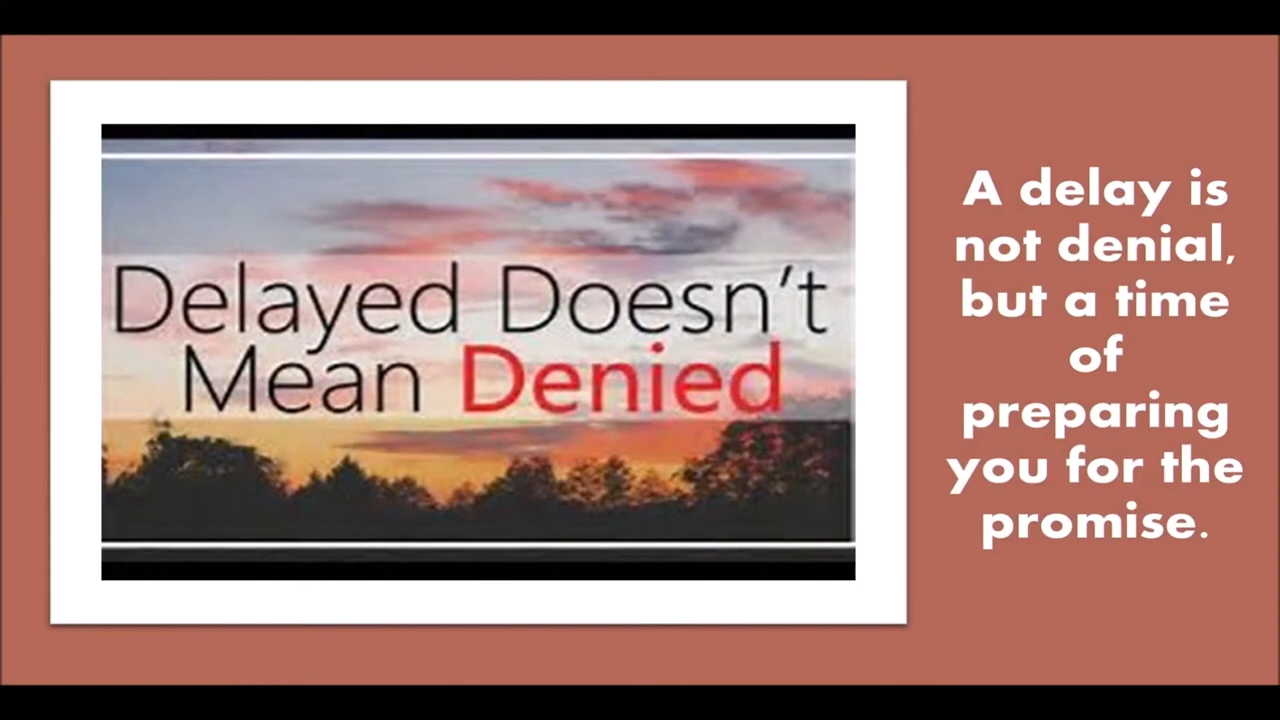 Delayed Doesn't
Mean Denied
A delay is
not denial,
but a time
of
preparing
you for the
promise.